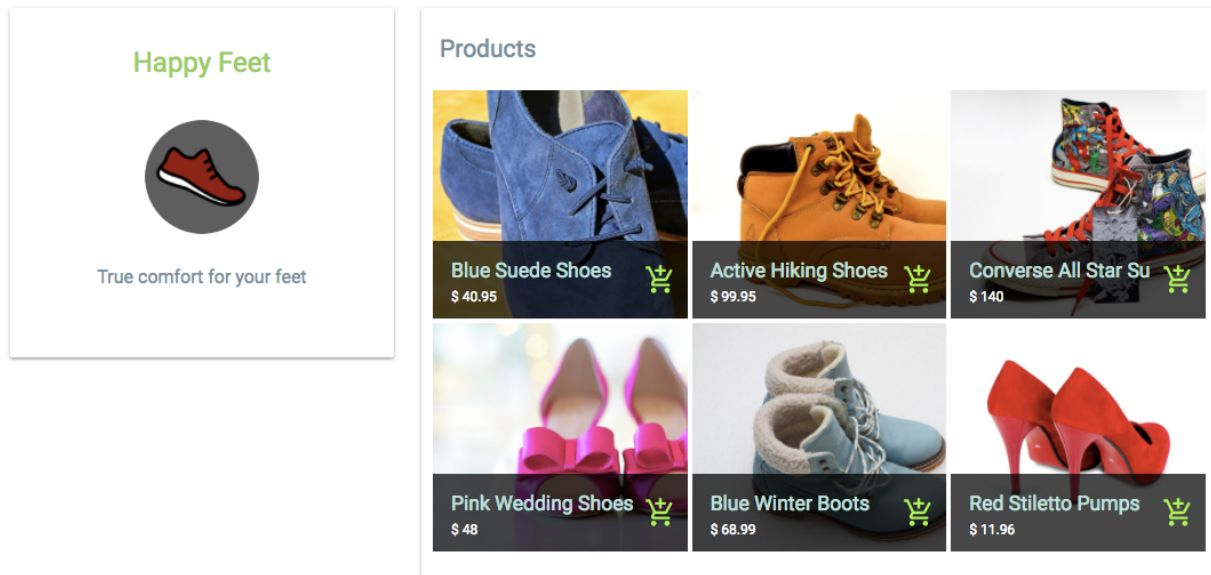 Happy Feet
True comfort for your feet
Products
Blue Suede Shoes
$ 40.95
Active Hiking Shoes
$ 99.95
Converse All Star Su
$ 140
Pink Wedding Shoes
$ 48
Blue Winter Boots
$ 68.99
Red Stiletto Pumps
$ 11.96